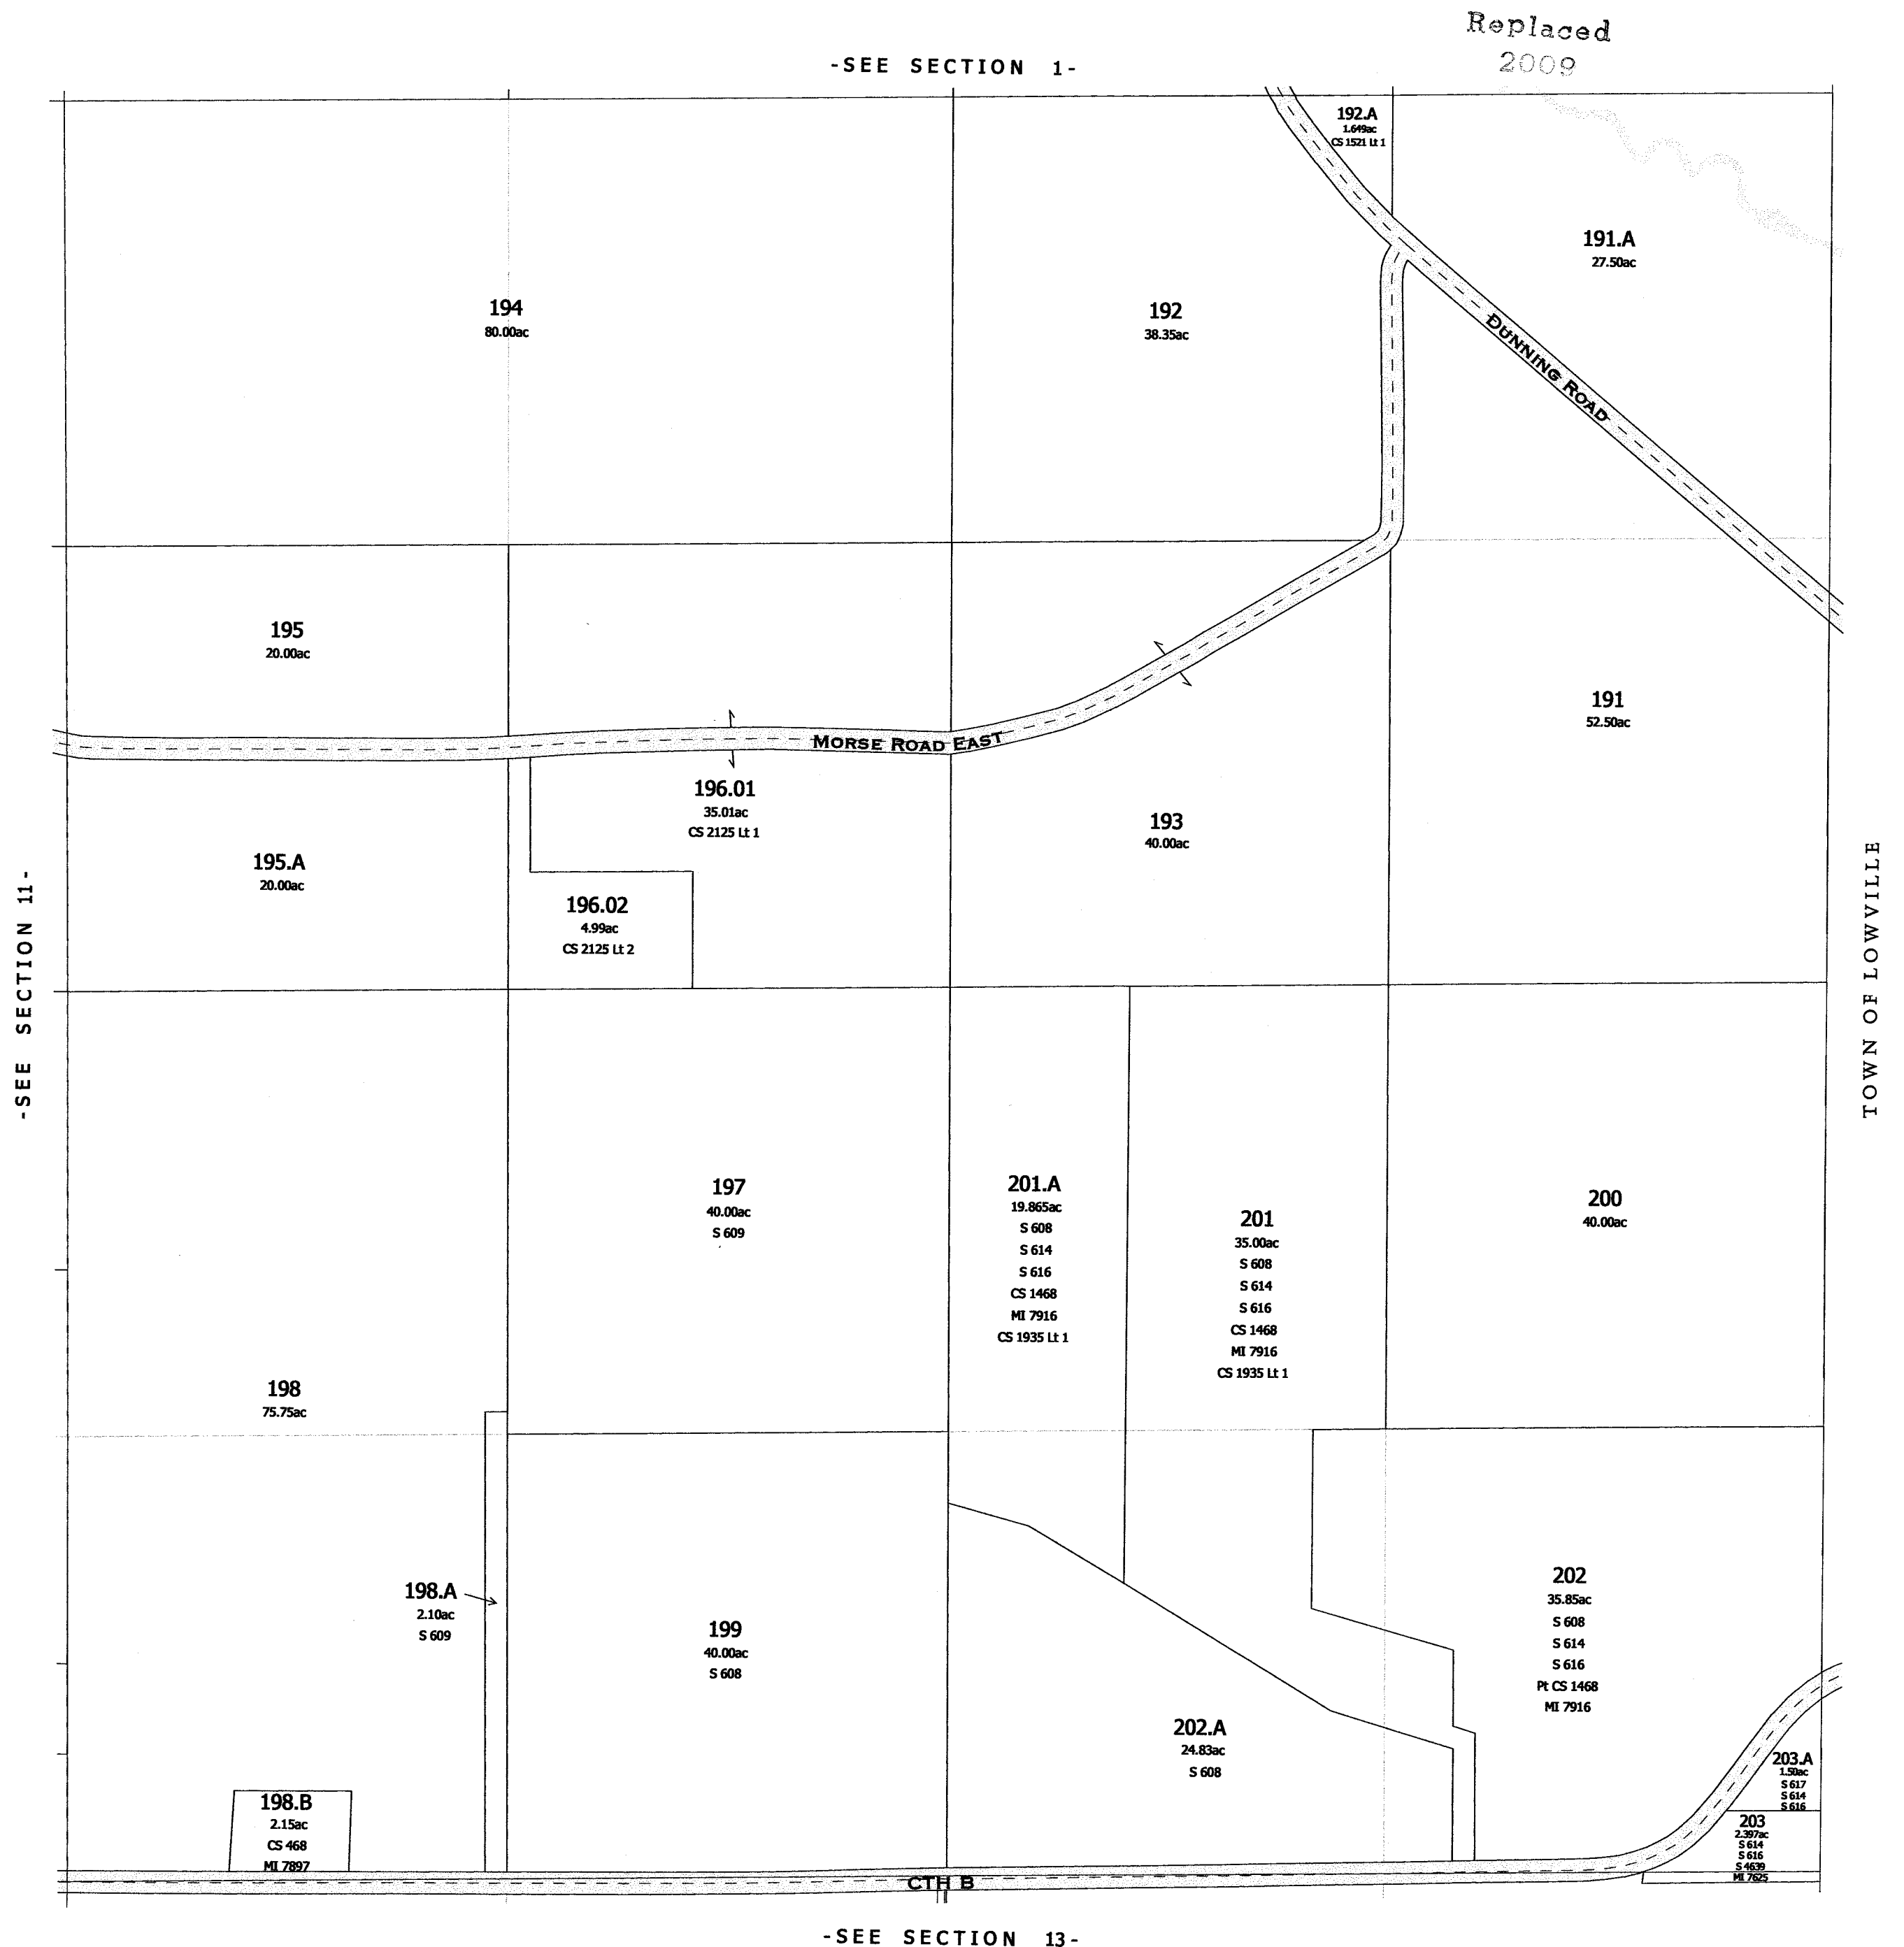 Replaced
2009
-SEE SECTION 1-
192.A
1.649ac
CS 1521 Lt 1
191.A
27.50ac
194
80.00ac
192
38.35ac
DUNNING ROAD
195
20.00ac
191
52.50ac
MORSE ROAD EAST
196.01
35.01ac
CS 2125 Lt 1
193
40.00ac
195.A
20.00ac
196.02
4.99ac
CS 2125 Lt 2
-SEE SECTION 11-
TOWN OF LOWVILLE
197
40.00ac
S 609
201.A
19.865ac
S 608
S 614
S 616
CS 1468
MI 7916
CS 1935 Lt 1
201
35.00ac
S 608
S 614
S 616
CS 1468
MI 7916
CS 1935 Lt 1
200
40.00ac
198
75.75ac
198.A
2.10ac
S 609
199
40.00ac
S 608
202
35.85ac
S 608
S 614
S 616
Pt CS 1468
MI 7916
202.A
24.83ac
S 608
203.A
1.50ac
S 617
S 614
S 616
198.B
2.15ac
CS 468
MI 7897
203
2.397ac
S 614
S 616
S 4639
MI 7625
CTH B
-SEE SECTION 13-